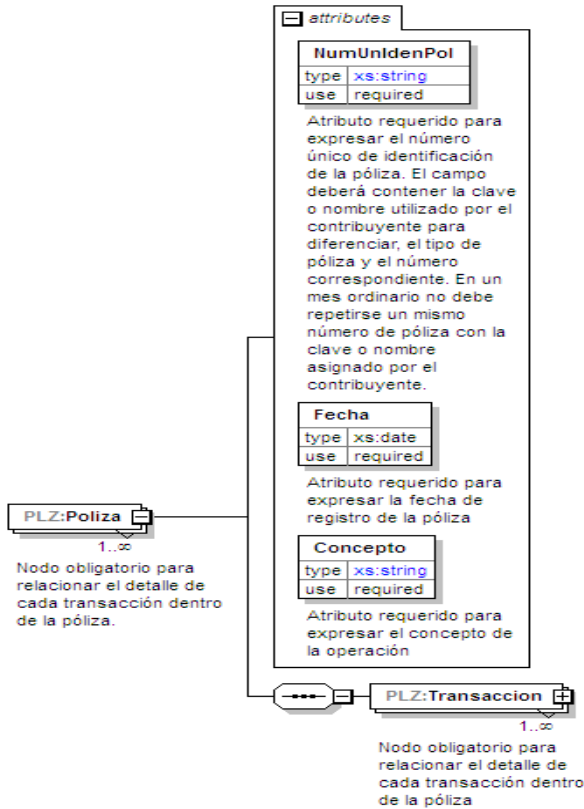 attributes
NumUnIdenPol
type xs:string
use required
Atributo requerido para
expresar el número
único de identificación
de la póliza. El campo
deberá contener la clave
o nombre utilizado por el
contribuyente para
diferenciar, el tipo de
póliza y el número
correspondiente. En un
mes ordinario no debe
repetirse un mismo
número de póliza con la
clave o nombre
asignado por el
contribuyente.
Fecha
type xs:date
use required
Atributo requerido para
expresar la fecha de
registro de la póliza
PLZ:Poliza
1..∞
Nodo obligatorio para
relacionar el detalle de
cada transacción dentro
de la póliza.
Concepto
type xs:string
use required
Atributo requerido para
expresar el concepto de
la operación
PLZ:Transaccion
1..∞
Nodo obligatorio para
relacionar el detalle de
cada transacción dentro
de la póliza